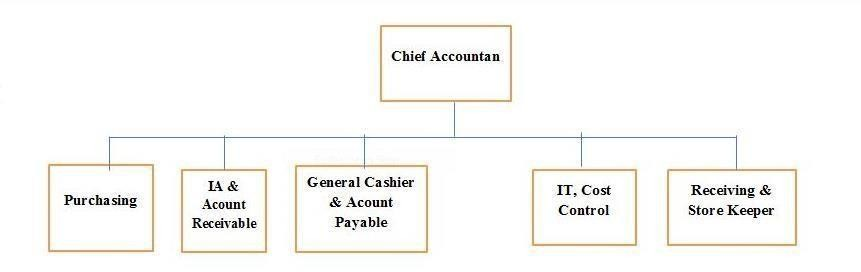 Chief Accountan
Purchasing
IA &
Acount
Receivable
General Cashier
& Acount
Payable
IT, Cost
Control
Receiving &
Store Keeper